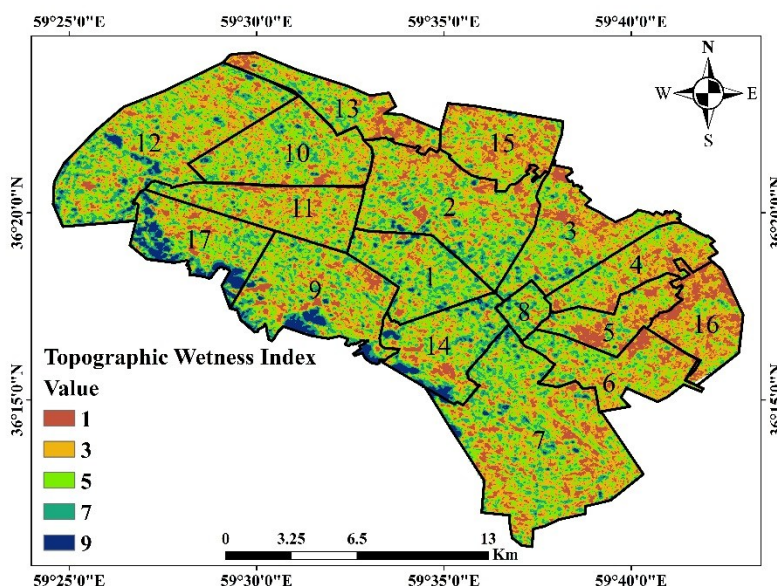 59°25'0"E 59°30'0"E 59°35'0"E 59°40'0"E
N
W E
S
13
15
12
10
36°20'0"N 36°20'0"N
2
11
3
17
4
1
9
8
16
5
14
6
Topographic Wetness Index
Value
36°15'0"N 36°15'0"N
1
3
7
5
7
9
0 3.25 6.5 13
Km
59°25'0"E 59°30'0"E 59°35'0"E 59°40'0"E